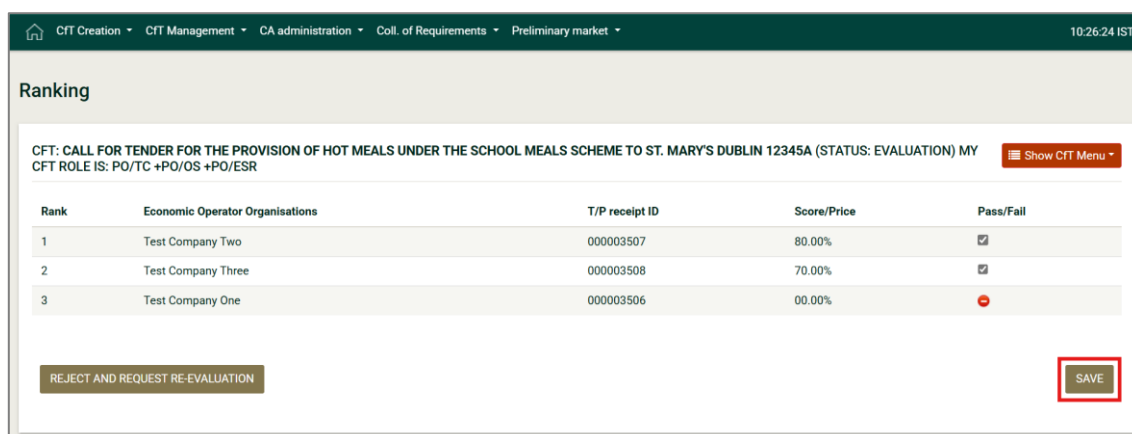 CfT Creation CfT Management CA administration Coll. of Requirements Preliminary market 10:26:24 IST
Ranking
CFT: CALL FOR TENDER FOR THE PROVISION OF HOT MEALS UNDER THE SCHOOL MEALS SCHEME TO ST. MARY'S DUBLIN 12345A (STATUS: EVALUATION) MY
CFT ROLE IS: PO/TC +PO/OS +PO/ESR
Show CfT Menu
Rank Economic Operator Organisations T/P receipt ID Score/Price Pass/Fail
1 Test Company Two 000003507 80.00%
2 Test Company Three 000003508 70.00%
3 Test Company One 000003506 00.00%
REJECT AND REQUEST RE-EVALUATION SAVE